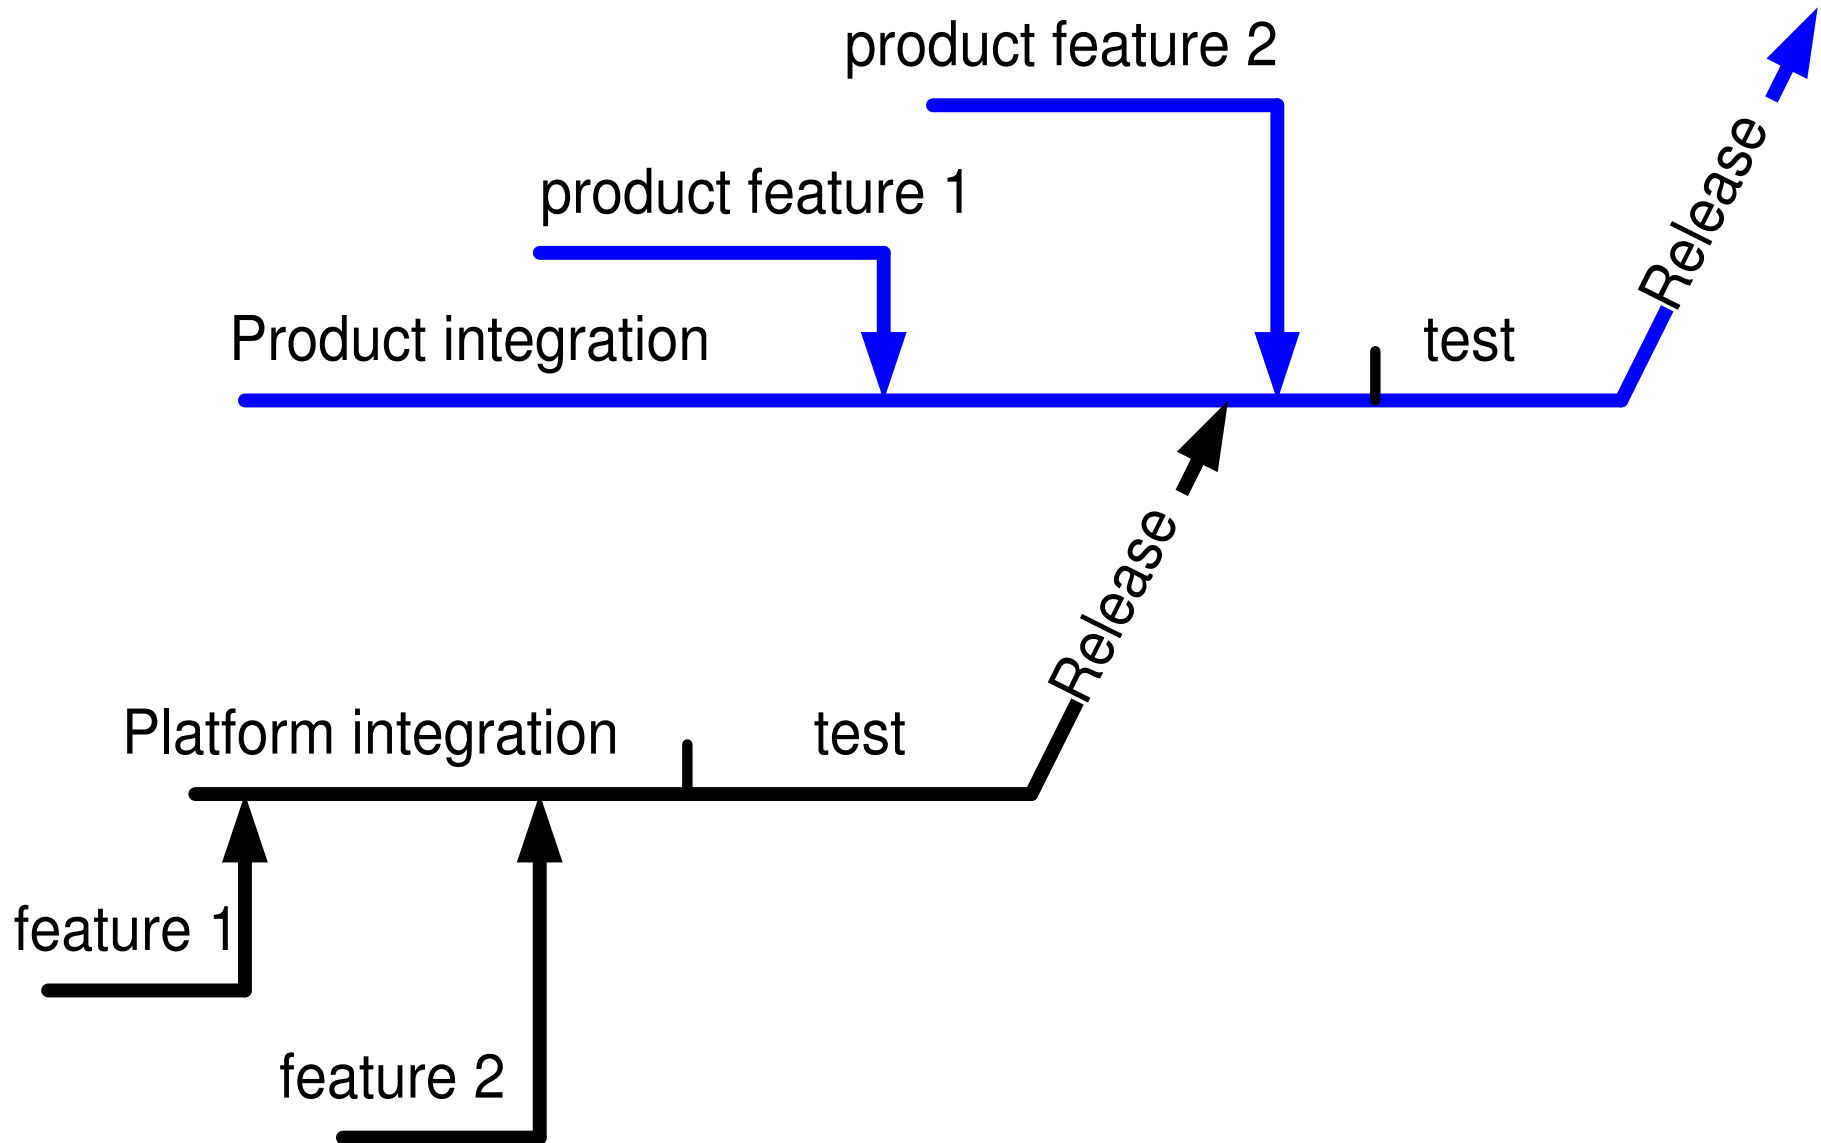 product feature 2
product feature 1
Release
Product integration
test
Release
Platform integration
test
feature 1
feature 2